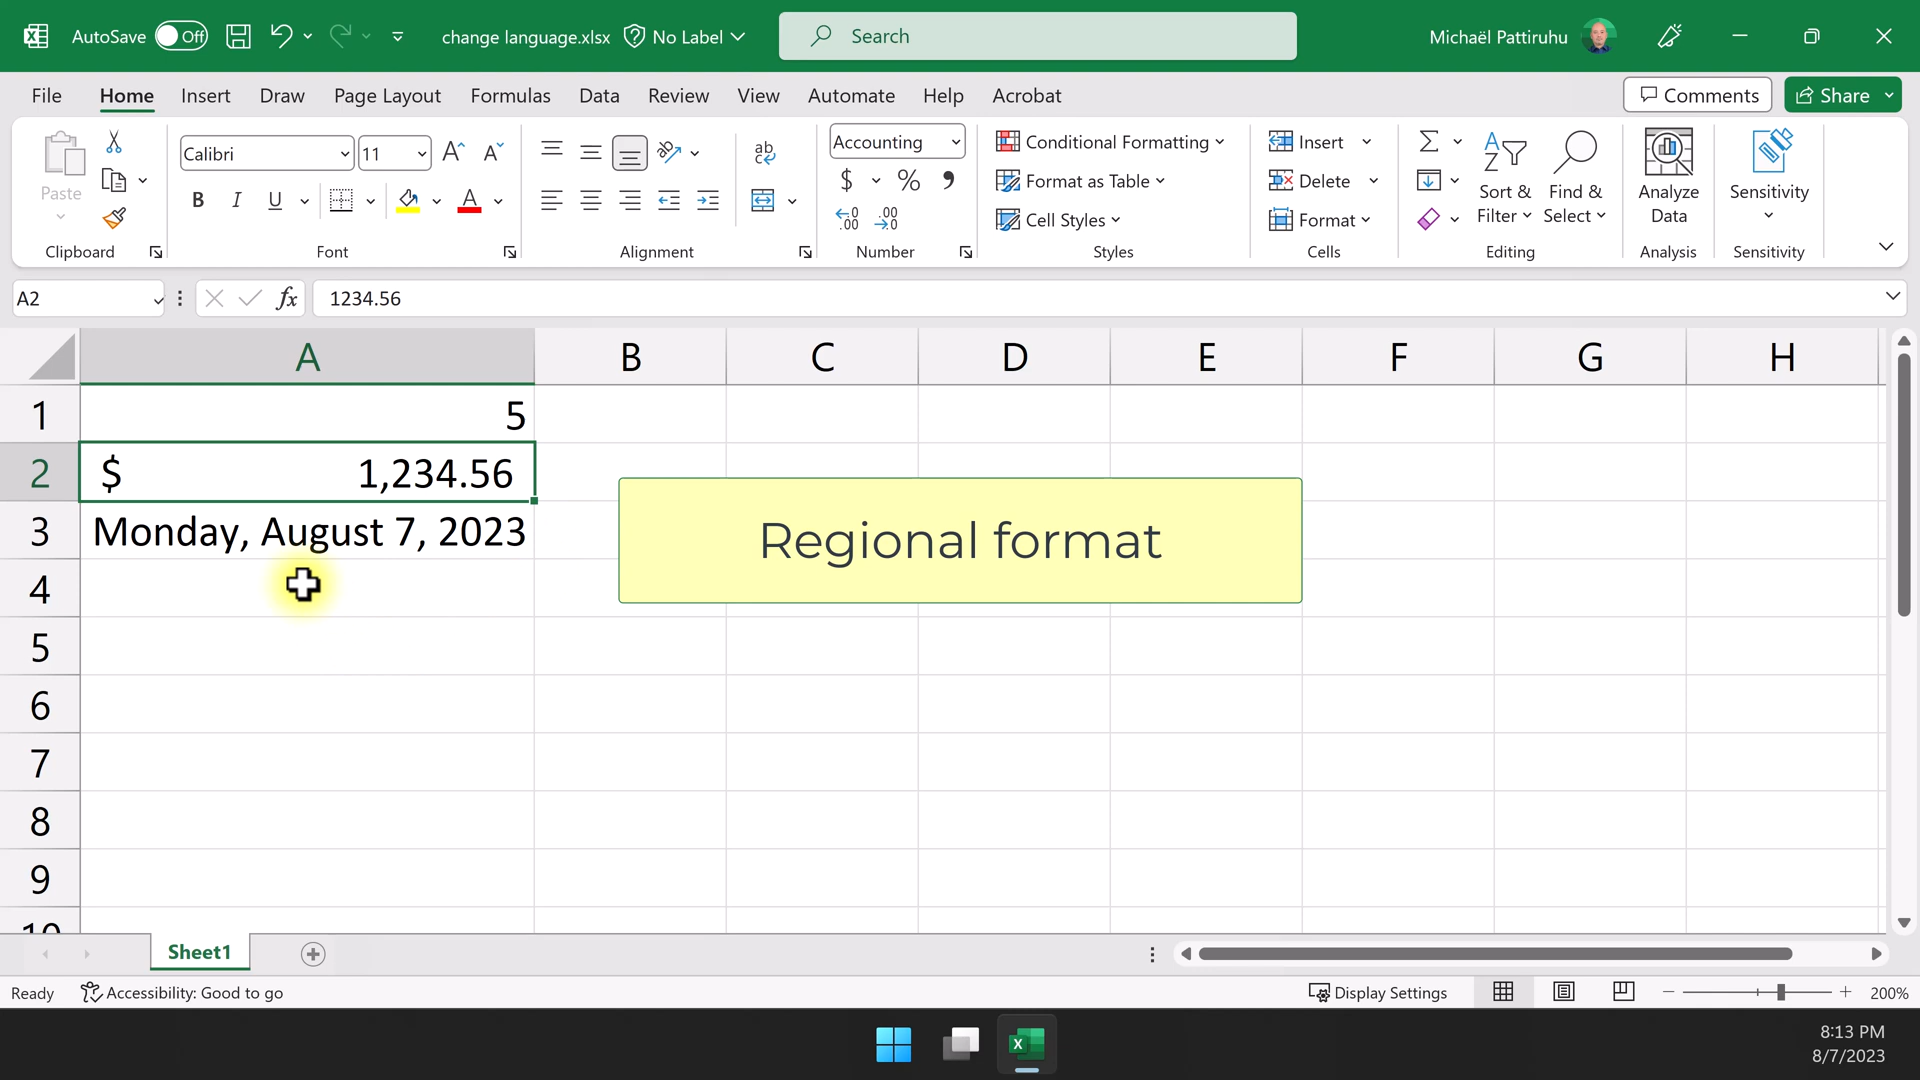 AutoSave Off change language.xlsx No Label Search Michaël Pattiruhu
File Home Insert Draw Page Layout Formulas Data Review View Automate Help Acrobat Comments Share
Paste
Clipboard
Calibri 11
B I U A
Font
ab
c
Alignment
Accounting
$ % 9
Number
Conditional Formatting
Format as Table
Cell Styles
Styles
Insert
Delete
Format
Cells
Sort & Filter
Find & Select
Editing
Analyze Data
Analysis
Sensitivity
Sensitivity
A2 fx 1234.56
A B C D E F G H
1 5
2 $ 1,234.56
3 Monday, August 7, 2023
Regional format
4
5
6
7
8
9
10
Sheet1
Ready Accessibility: Good to go Display Settings 200%
8:13 PM
8/7/2023